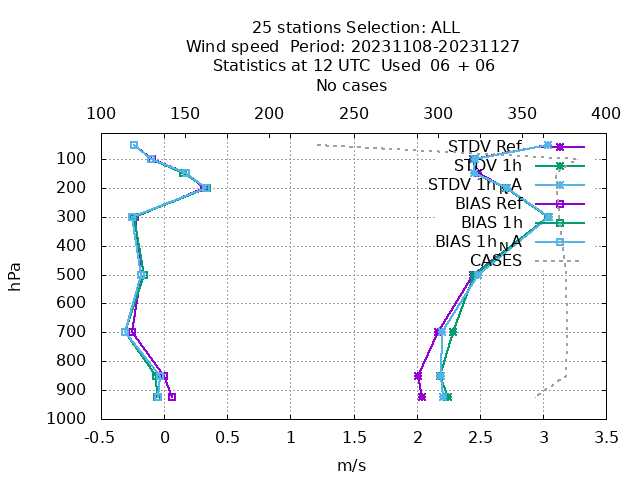 25 stations Selection: ALL
Wind speed  Period: 20231108-20231127
Statistics at 12 UTC  Used  06 + 06
No cases
100 150 200 250 300 350 400
STDV Ref
STDV 1h
STDV 1hNA
BIAS Ref
BIAS 1h
BIAS 1hNA
CASES
100
200
300
400
500
600
700
800
900
1000
hPa
-0.5 0 0.5 1 1.5 2 2.5 3 3.5
m/s